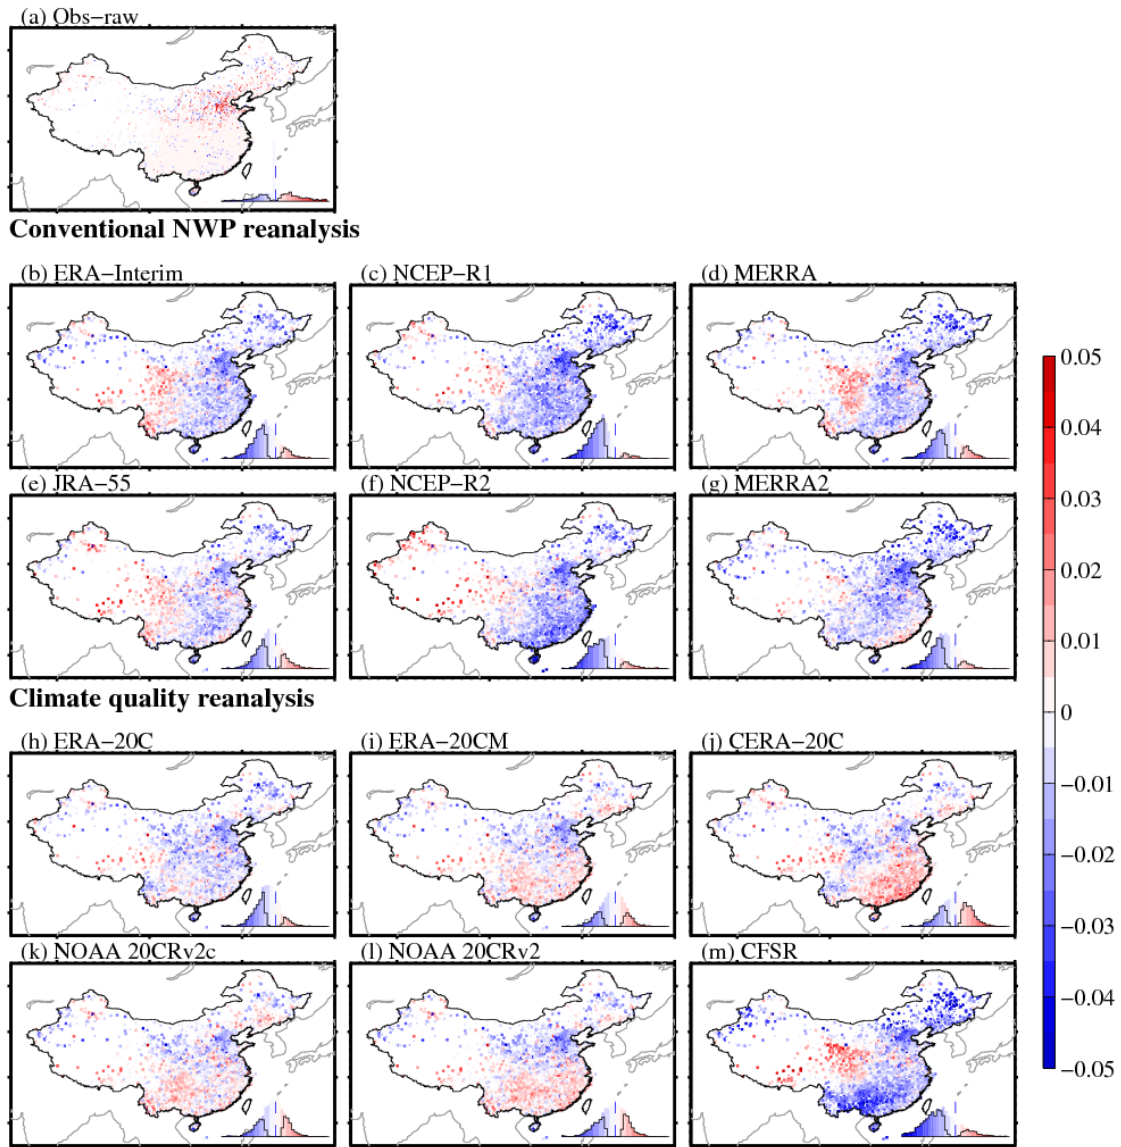 (a) Obs−raw
Conventional NWP reanalysis
(b) ERA−Interim
(c) NCEP−R1
(d) MERRA
(e) JRA−55
(f) NCEP−R2
(g) MERRA2
Climate quality reanalysis
(h) ERA−20C
(i) ERA−20CM
(j) CERA−20C
(k) NOAA 20CRv2c
(l) NOAA 20CRv2
(m) CFSR
0.05
0.04
0.03
0.02
0.01
0
−0.01
−0.02
−0.03
−0.04
−0.05